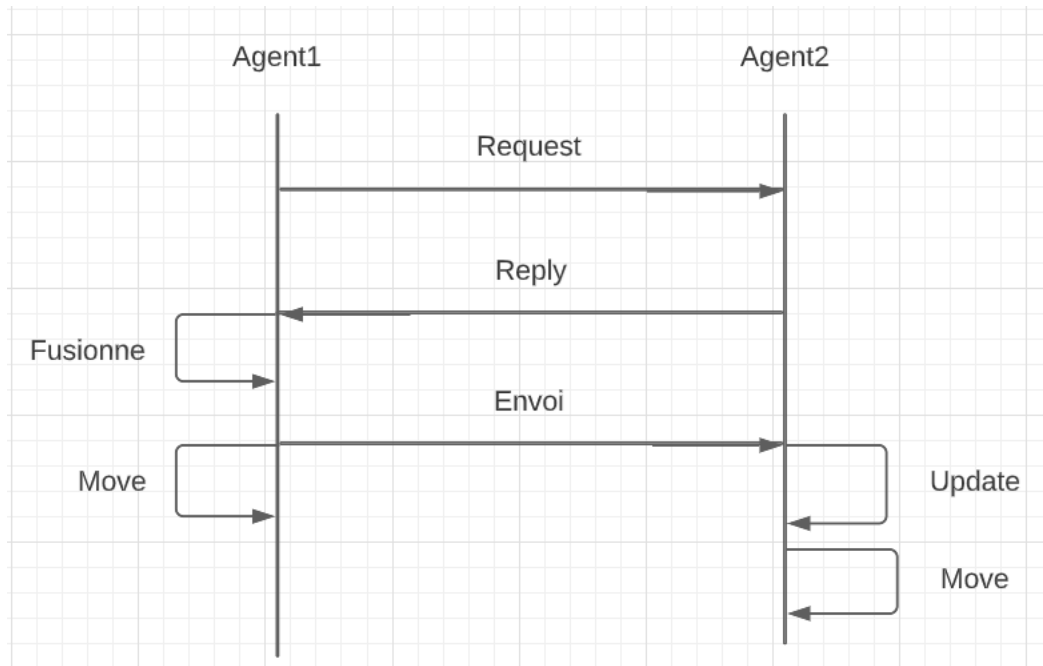 Agent1
Agent2
Request
Reply
Fusionne
Envoi
Move
Update
Move